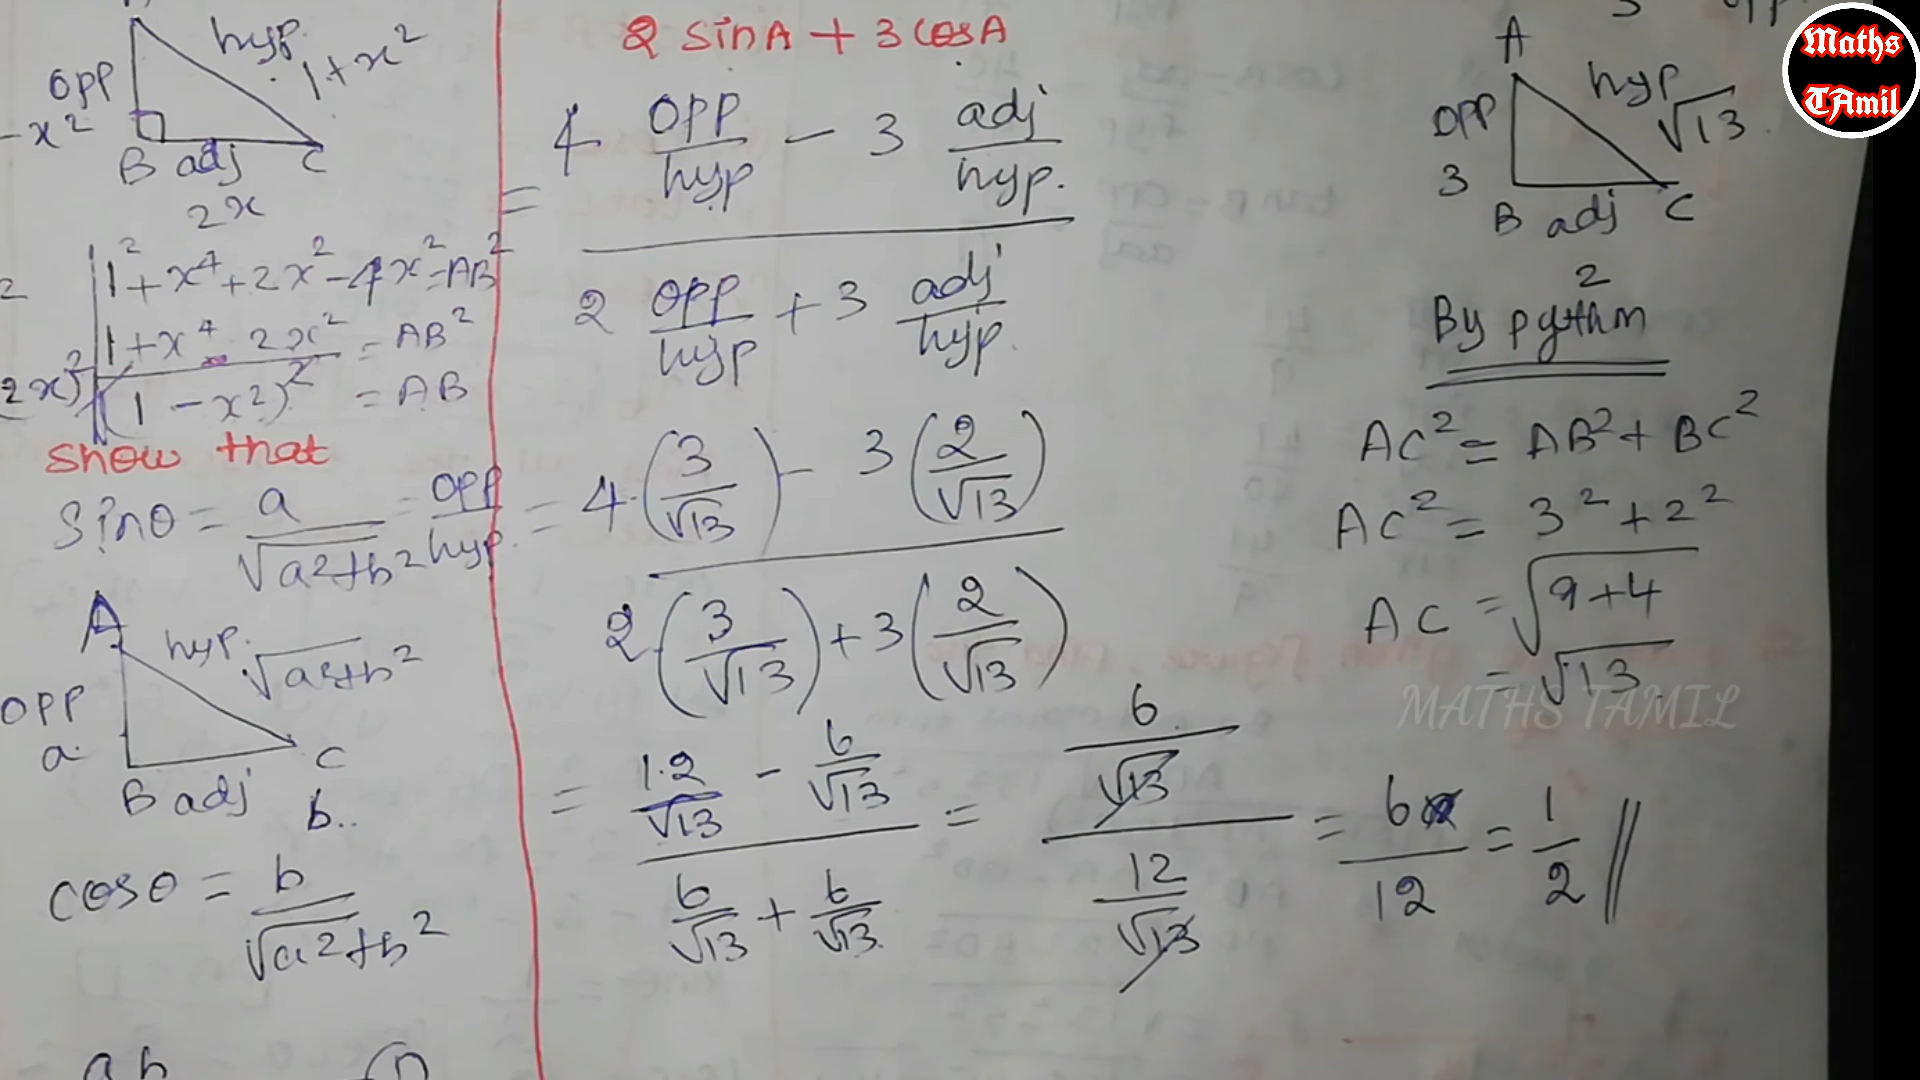 hyp.
1+x²
opp
-x²
B adj C
2x
1²+x⁴+2x²-4x²=AB²
1+x⁴-2x² = AB²
2x)²
(1-x²)² = AB
show that
sinθ = a/√a²+b² = opp/hyp.
A
hyp. √a²+b²
opp
a
B adj C
b..
cosθ = b/√a²+b²
ab
2 sinA + 3 cosA
= 4 opp/hyp - 3 adj/hyp.
2 opp/hyp + 3 adj/hyp.
= 4.(3/√13) - 3 (2/√13)
2.(3/√13) + 3 (2/√13)
= 12/√13 - 6/√13 = 6/√13 = 6 = 1
6/√13 + 6/√13 12/√13 12 2 //
Maths
TAmil
A
hyp
opp √13
3
B adj C
2
By pythm
AC² = AB² + BC²
AC² = 3² + 2²
AC = √9+4
= √13
MATHS TAMIL